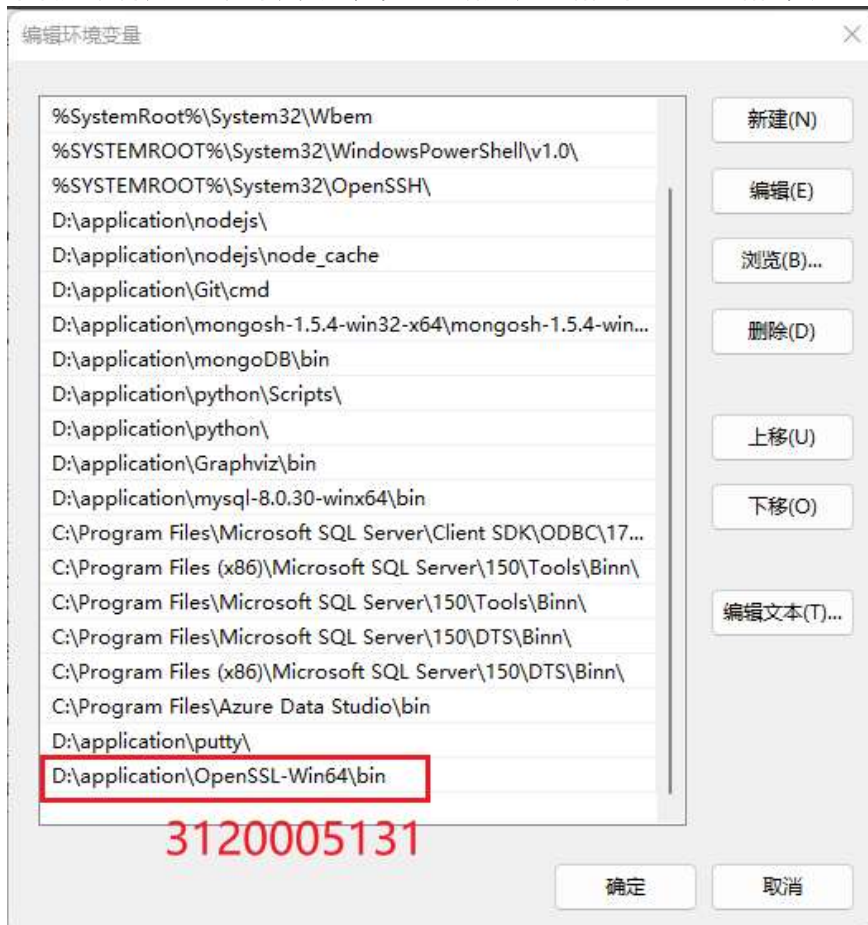 编辑环境变量
%SystemRoot%\System32\Wbem
%SYSTEMROOT%\System32\WindowsPowerShell\v1.0\
%SYSTEMROOT%\System32\OpenSSH\
D:\application\nodejs\
D:\application\nodejs\node_cache
D:\application\Git\cmd
D:\application\mongosh-1.5.4-win32-x64\mongosh-1.5.4-win...
D:\application\mongoDB\bin
D:\application\python\Scripts\
D:\application\python\
D:\application\Graphviz\bin
D:\application\mysql-8.0.30-winx64\bin
C:\Program Files\Microsoft SQL Server\Client SDK\ODBC\17...
C:\Program Files (x86)\Microsoft SQL Server\150\Tools\Binn\
C:\Program Files\Microsoft SQL Server\150\Tools\Binn\
C:\Program Files\Microsoft SQL Server\150\DTS\Binn\
C:\Program Files (x86)\Microsoft SQL Server\150\DTS\Binn\
C:\Program Files\Azure Data Studio\bin
D:\application\putty\
D:\application\OpenSSL-Win64\bin
3120005131
新建(N)
编辑(E)
浏览(B)...
删除(D)
上移(U)
下移(O)
编辑文本(T)...
确定
取消